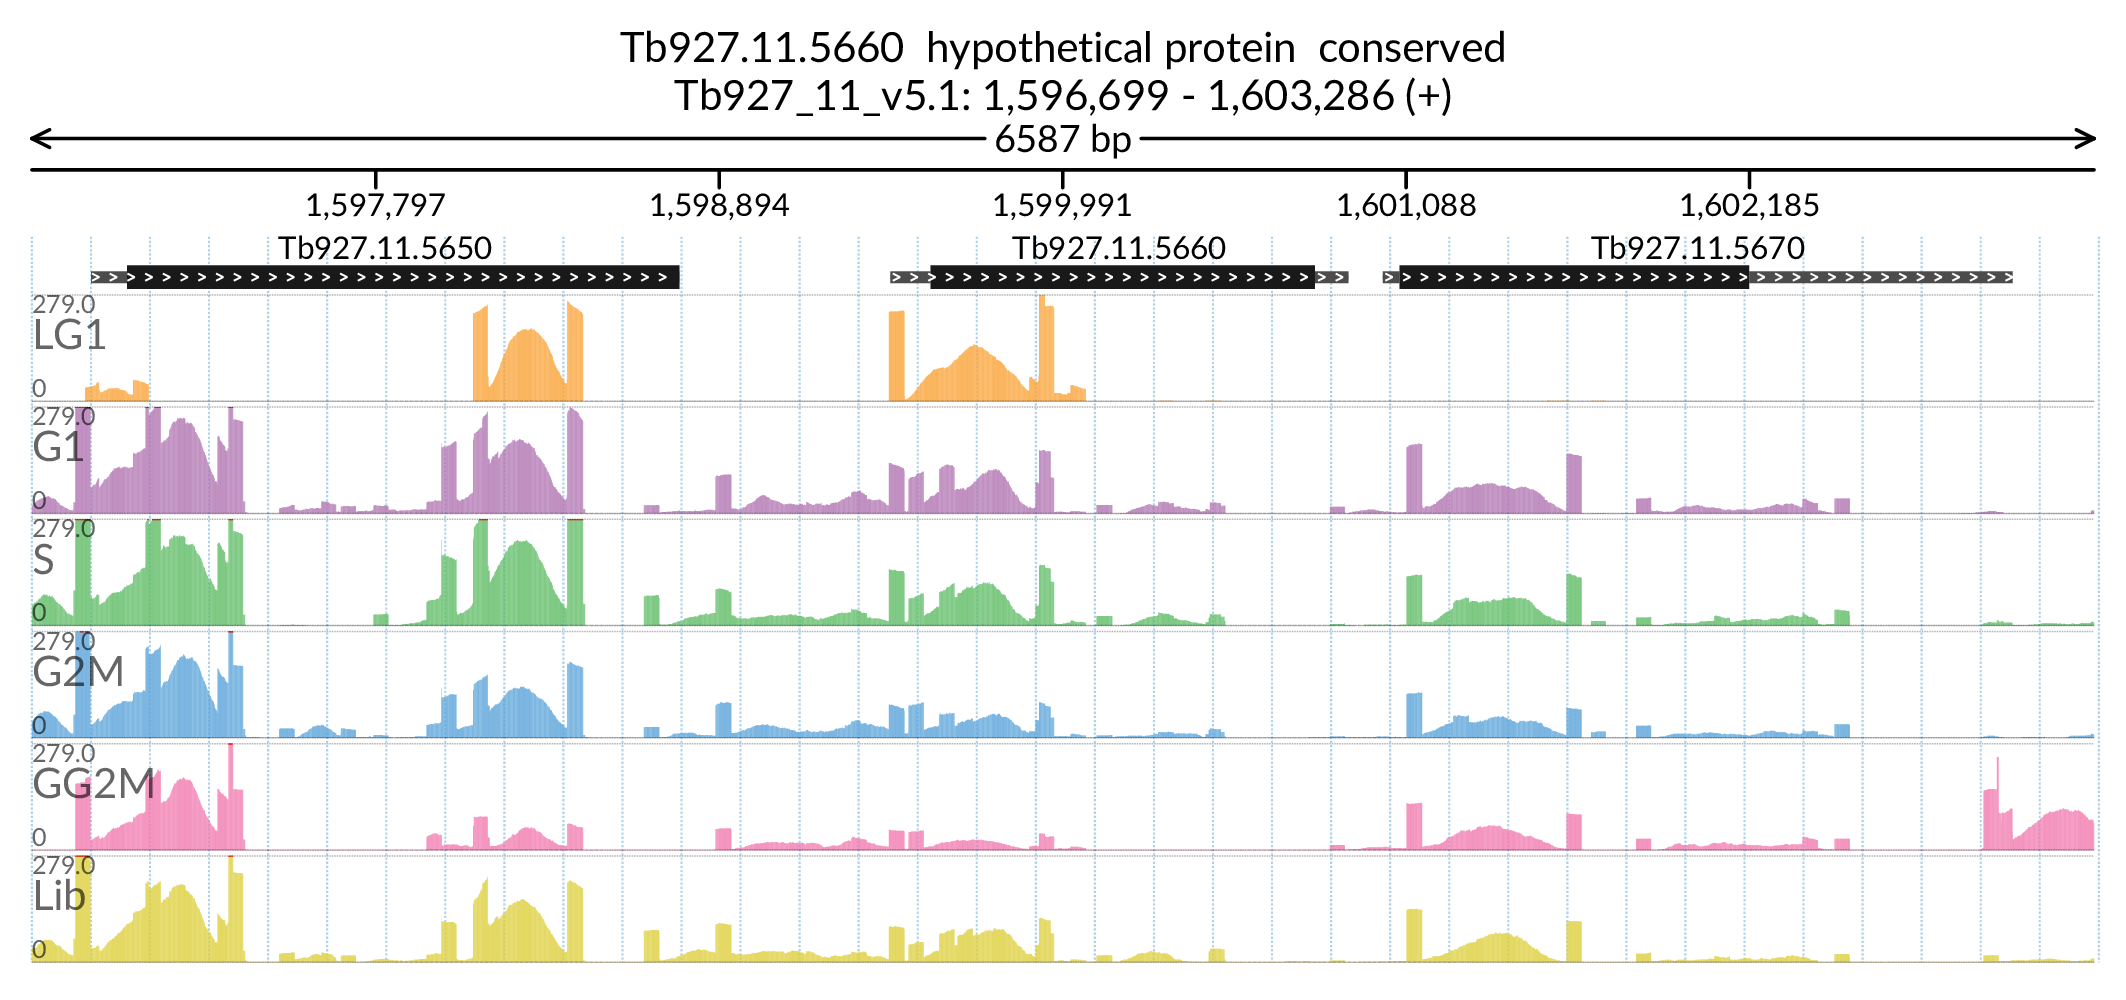 Tb927.11.5660  hypothetical protein  conserved
Tb927_11_v5.1: 1,596,699 - 1,603,286 (+)
6587 bp
1,597,797 1,598,894 1,599,991 1,601,088 1,602,185
Tb927.11.5650 Tb927.11.5660 Tb927.11.5670
279.0
LG1
0
279.0
G1
0
279.0
S
0
279.0
G2M
0
279.0
GG2M
0
279.0
Lib
0